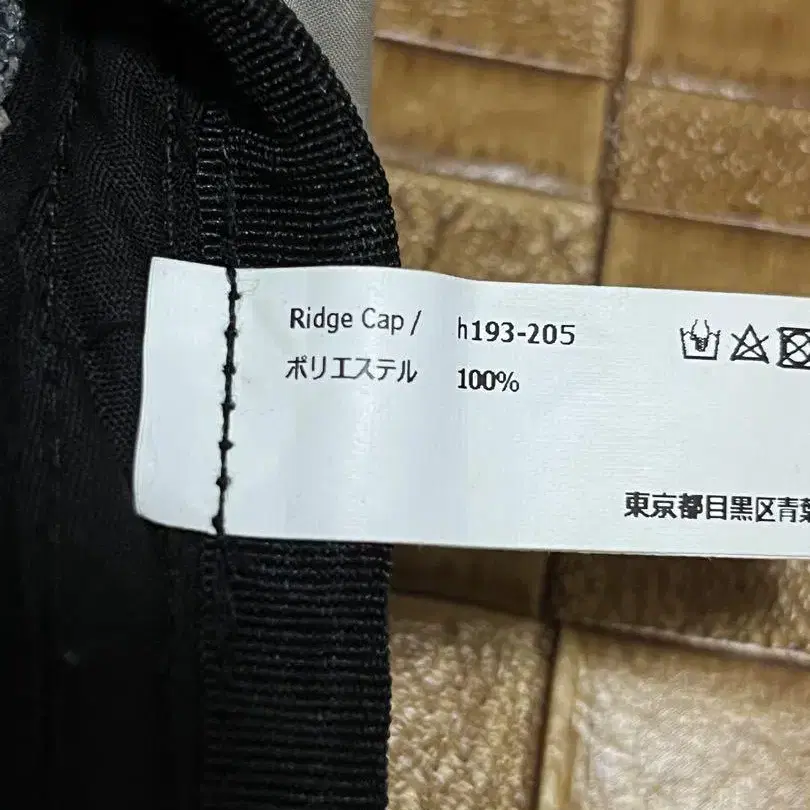 Ridge Cap / h193-205
ポリエステル 100%
東京都目黒区青葉